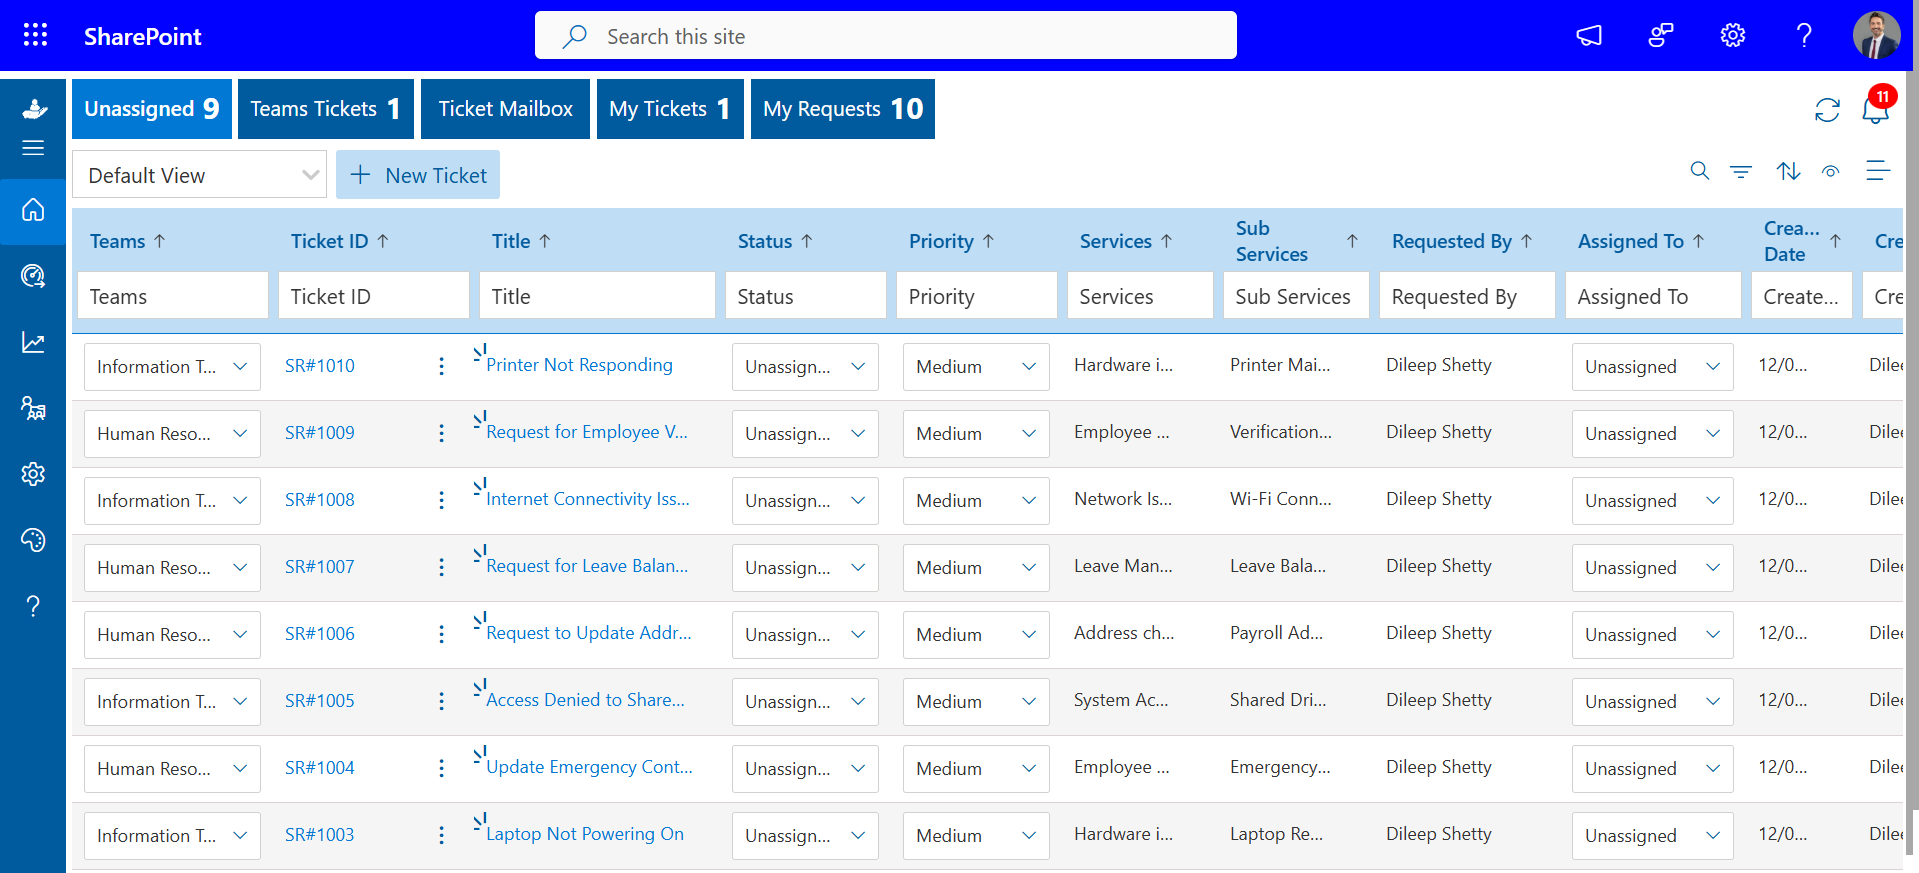 SharePoint
Search this site
Unassigned 9
Teams Tickets 1
Ticket Mailbox
My Tickets 1
My Requests 10
11
Default View
New Ticket
Teams Ticket ID Title Status Priority Services Sub Services Requested By Assigned To Crea... Date Cre
Teams Ticket ID Title Status Priority Services Sub Services Requested By Assigned To Create... Cre
Information T... SR#1010 Printer Not Responding Unassign... Medium Hardware i... Printer Mai... Dileep Shetty Unassigned 12/0... Dilee
Human Reso... SR#1009 Request for Employee V... Unassign... Medium Employee ... Verification... Dileep Shetty Unassigned 12/0... Dilee
Information T... SR#1008 Internet Connectivity Iss... Unassign... Medium Network Is... Wi-Fi Conn... Dileep Shetty Unassigned 12/0... Dilee
Human Reso... SR#1007 Request for Leave Balan... Unassign... Medium Leave Man... Leave Bala... Dileep Shetty Unassigned 12/0... Dilee
Human Reso... SR#1006 Request to Update Addr... Unassign... Medium Address ch... Payroll Ad... Dileep Shetty Unassigned 12/0... Dilee
Information T... SR#1005 Access Denied to Share... Unassign... Medium System Ac... Shared Dri... Dileep Shetty Unassigned 12/0... Dilee
Human Reso... SR#1004 Update Emergency Cont... Unassign... Medium Employee ... Emergency... Dileep Shetty Unassigned 12/0... Dilee
Information T... SR#1003 Laptop Not Powering On Unassign... Medium Hardware i... Laptop Re... Dileep Shetty Unassigned 12/0... Dilee